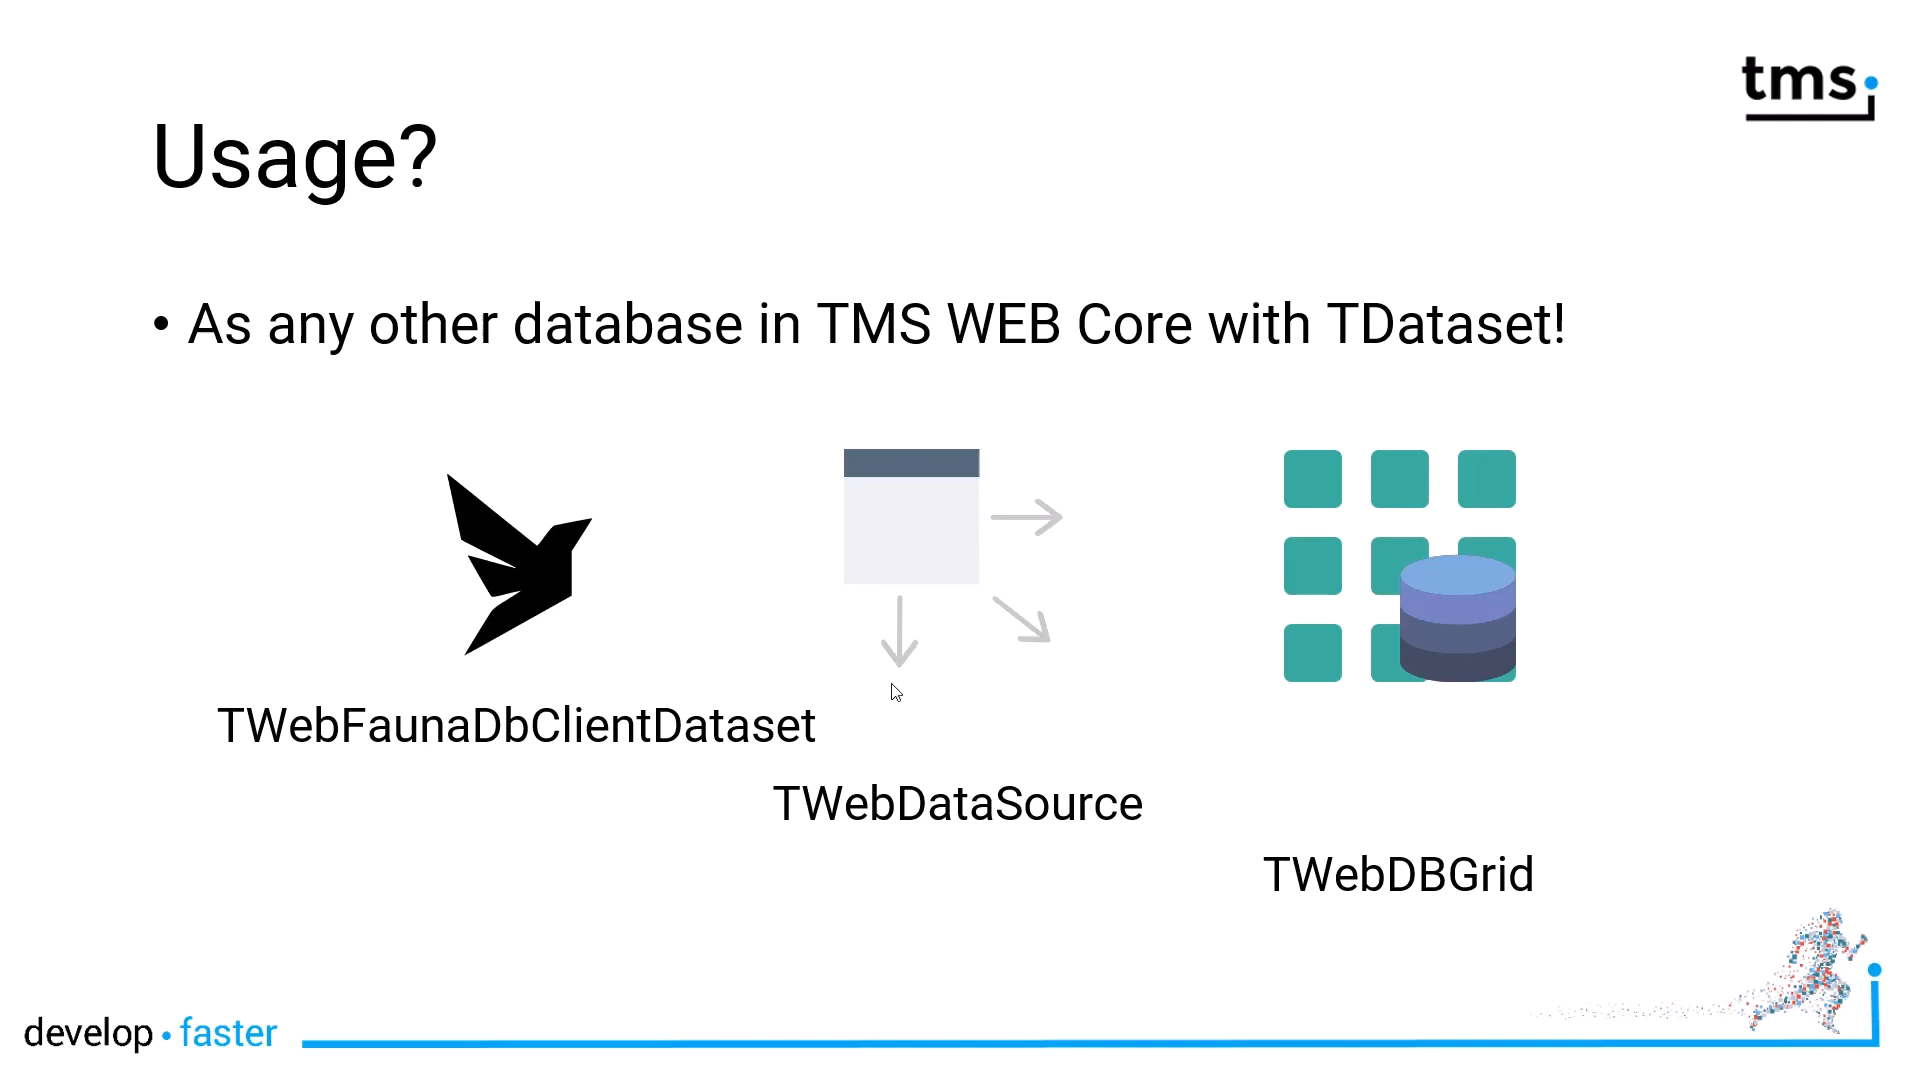 tms
Usage?
• As any other database in TMS WEB Core with TDataset!
TWebFaunaDbClientDataset
TWebDataSource
TWebDBGrid
develop • faster